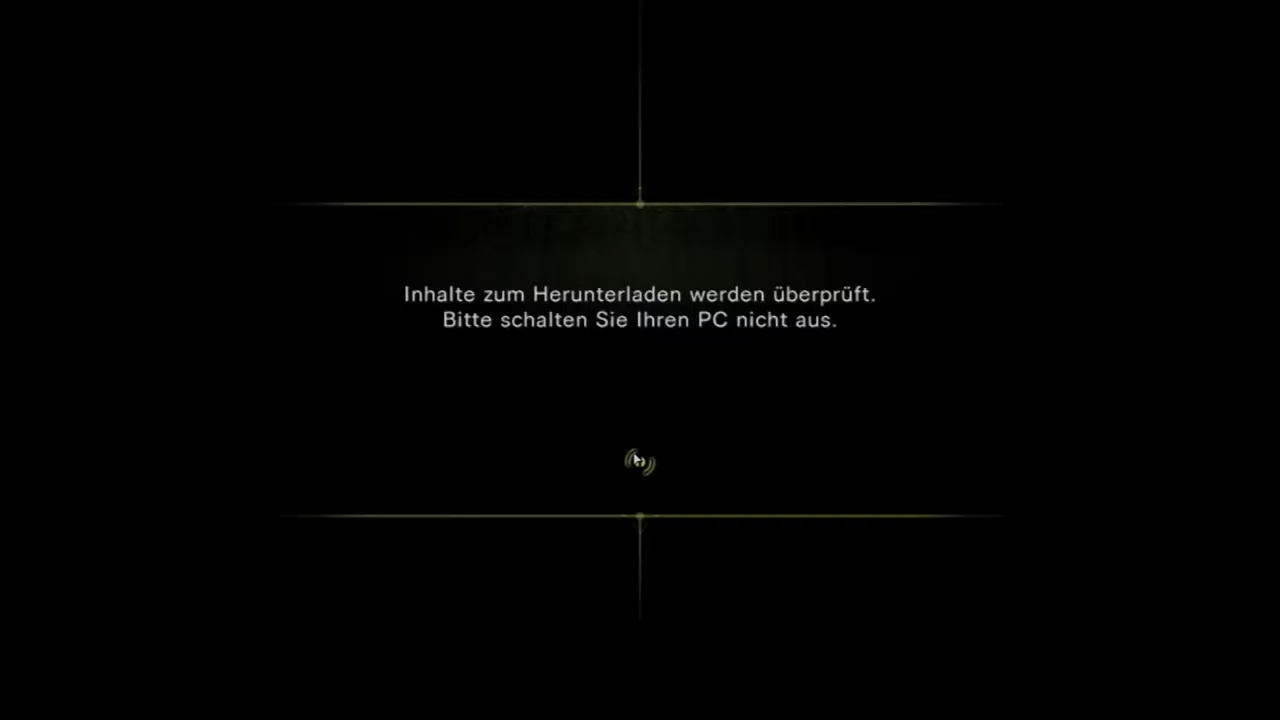 Inhalte zum Herunterladen werden überprüft.
Bitte schalten Sie Ihren PC nicht aus.